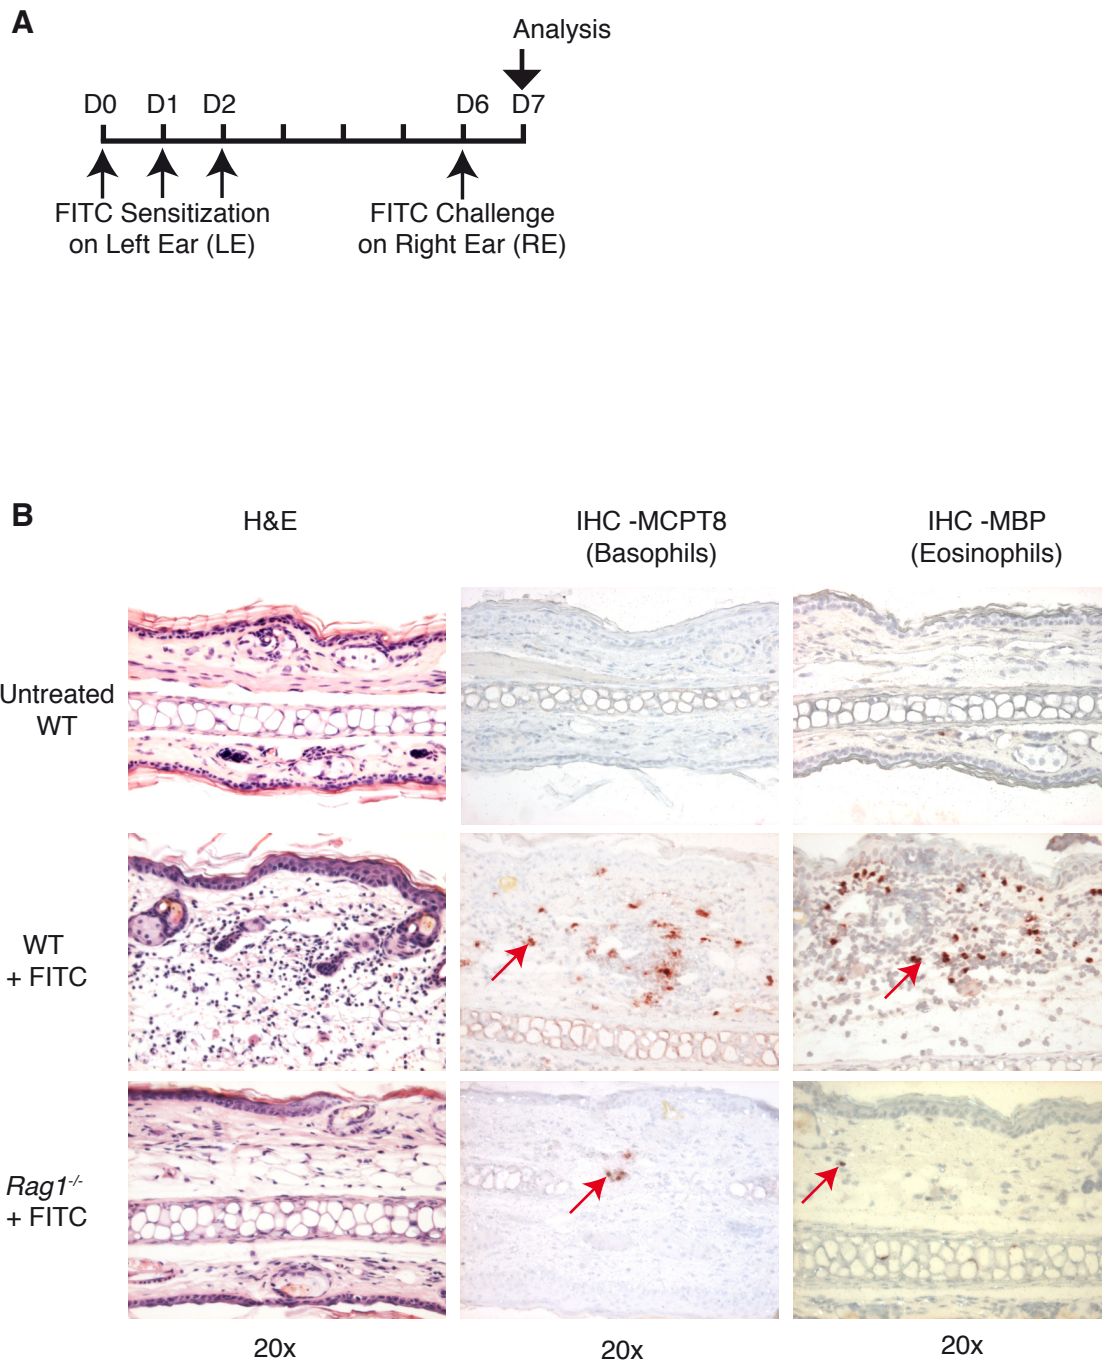 A
Analysis
D0 D1 D2 D6 D7
FITC Sensitization
on Left Ear (LE)
FITC Challenge
on Right Ear (RE)
B
H&E
IHC -MCPT8
(Basophils)
IHC -MBP
(Eosinophils)
Untreated
WT
WT
+ FITC
Rag1-/-
+ FITC
20x
20x
20x